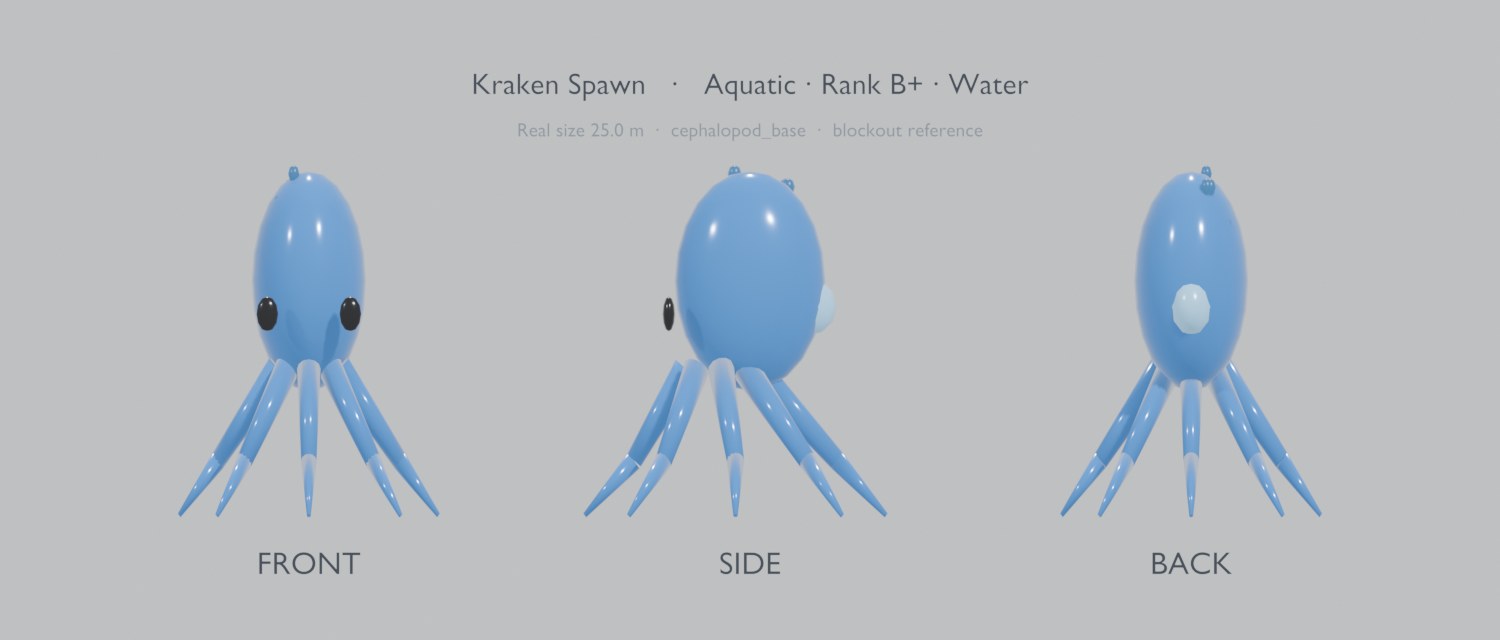 Kraken Spawn · Aquatic · Rank B+ · Water
Real size 25.0 m · cephalopod_base · blockout reference
FRONT SIDE BACK